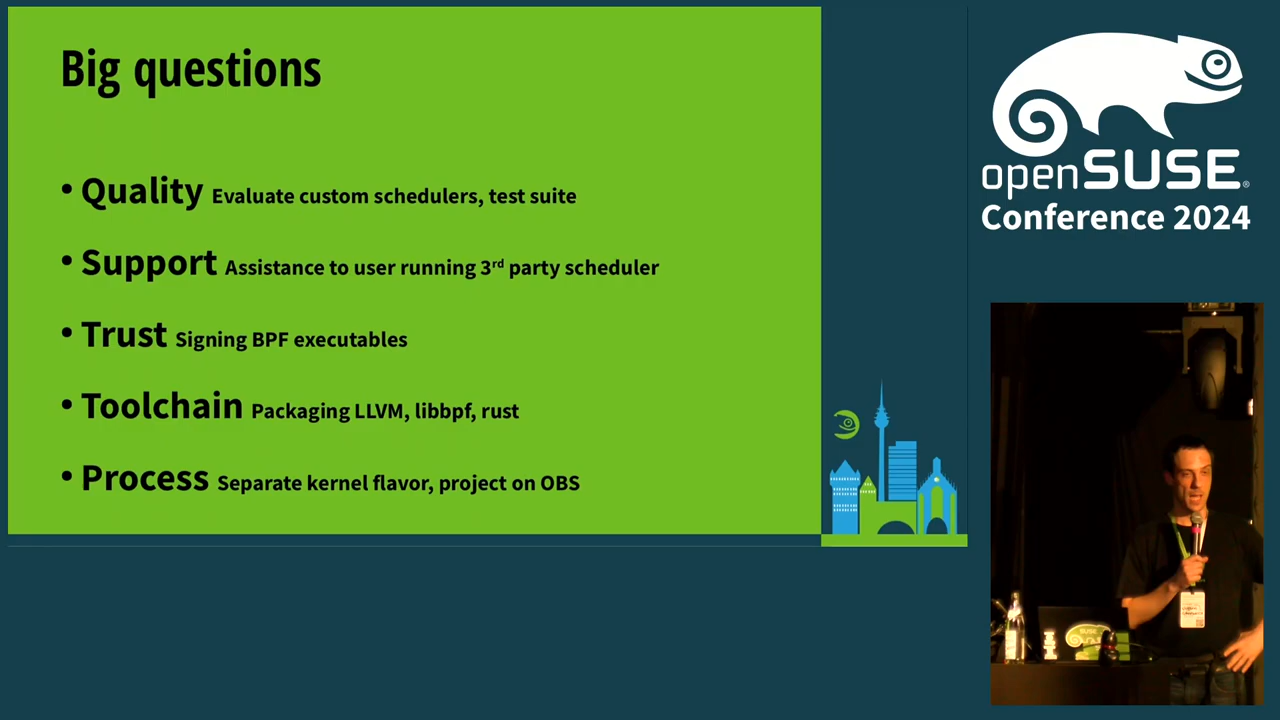 Big questions
• Quality Evaluate custom schedulers, test suite
• Support Assistance to user running 3rd party scheduler
• Trust Signing BPF executables
• Toolchain Packaging LLVM, libbpf, rust
• Process Separate kernel flavor, project on OBS
openSUSE®
Conference 2024
SUSE